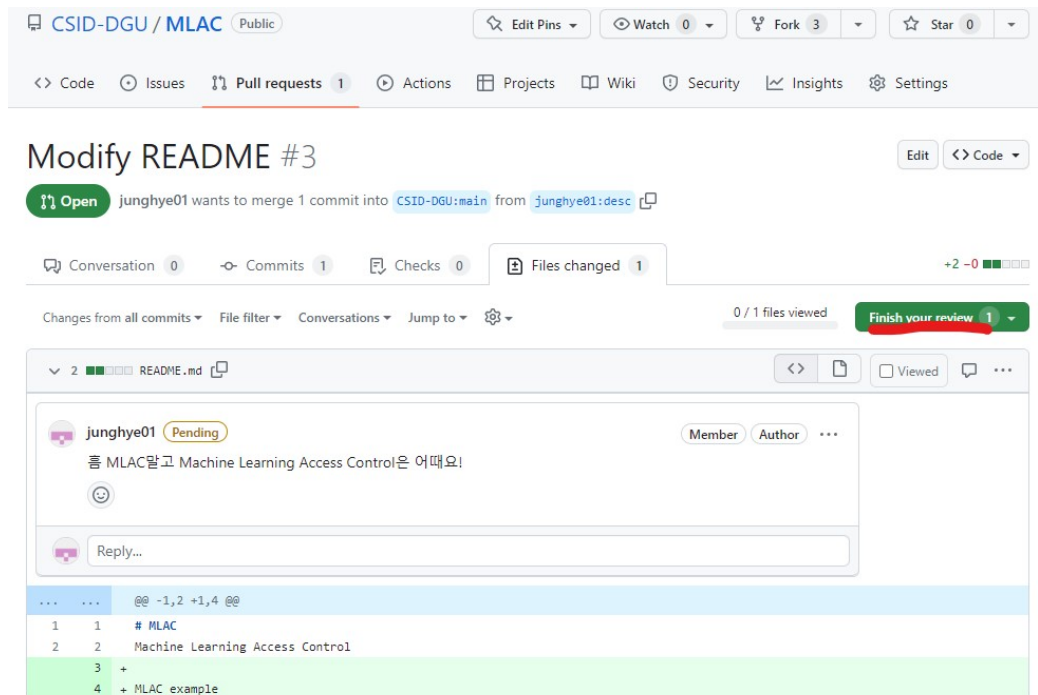 CSID-DGU / MLAC Public Edit Pins Watch 0 Fork 3 Star 0
Code Issues Pull requests 1 Actions Projects Wiki Security Insights Settings
Modify README #3 Edit Code
Open junghye01 wants to merge 1 commit into CSID-DGU:main from junghye01:desc
Conversation 0 Commits 1 Checks 0 Files changed 1 +2 −0
Changes from all commits File filter Conversations Jump to 0 / 1 files viewed Finish your review 1
2 README.md Viewed
junghye01 Pending Member Author
흠 MLAC말고 Machine Learning Access Control은 어때요!
Reply...
... ... @@ -1,2 +1,4 @@
1 1 # MLAC
2 2 Machine Learning Access Control
3 +
4 + MLAC example